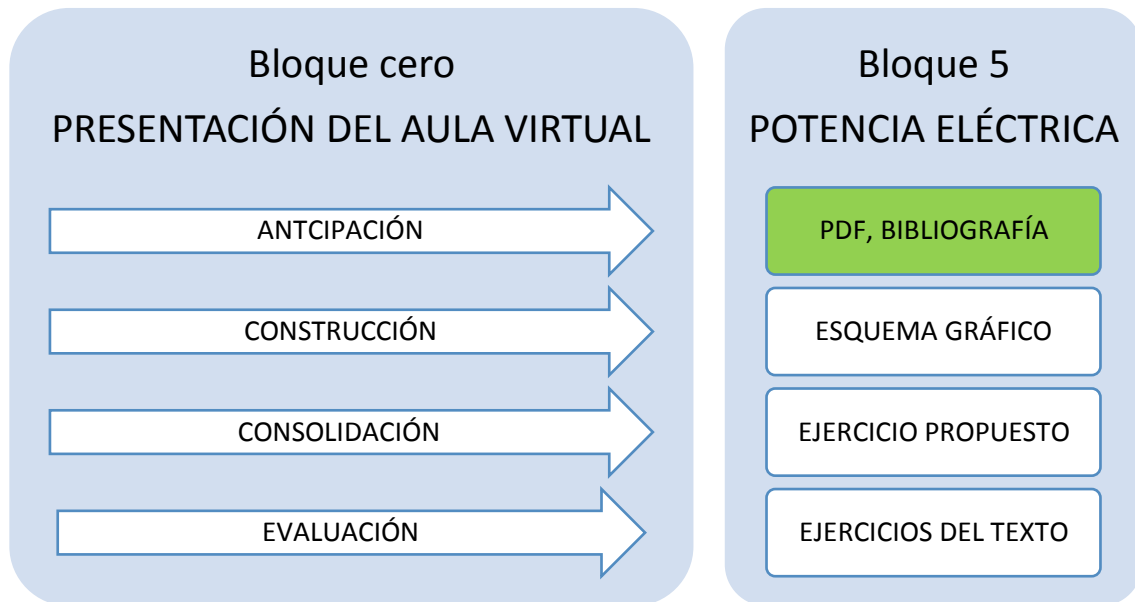 Bloque cero
PRESENTACIÓN DEL AULA VIRTUAL
ANTCIPACIÓN
CONSTRUCCIÓN
CONSOLIDACIÓN
EVALUACIÓN
Bloque 5
POTENCIA ELÉCTRICA
PDF, BIBLIOGRAFÍA
ESQUEMA GRÁFICO
EJERCICIO PROPUESTO
EJERCICIOS DEL TEXTO